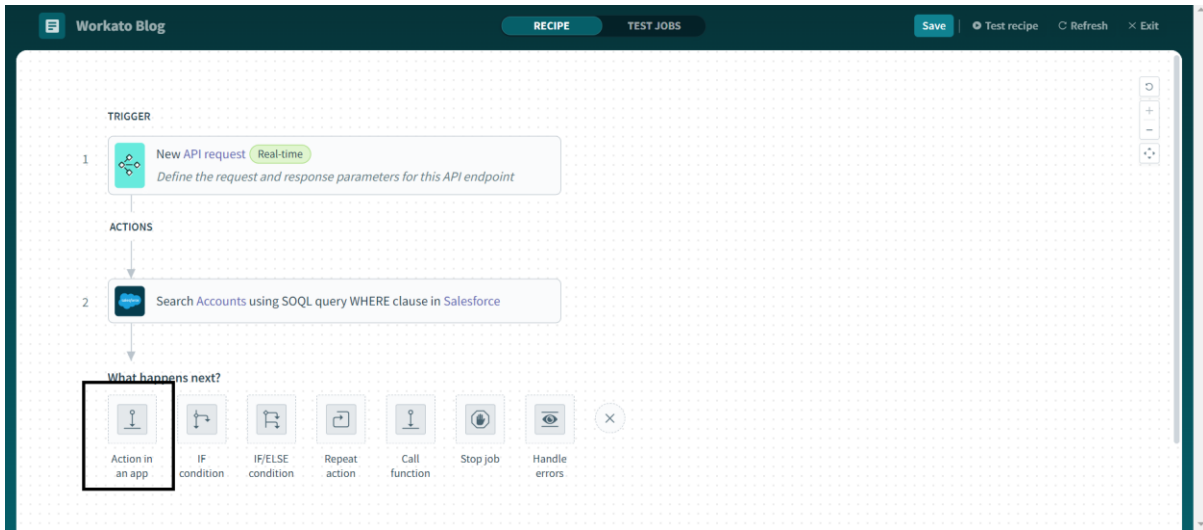 Workato Blog
RECIPE
TEST JOBS
Save
Test recipe
Refresh
Exit
TRIGGER
1
New API request Real-time
Define the request and response parameters for this API endpoint
ACTIONS
2
Search Accounts using SOQL query WHERE clause in Salesforce
What happens next?
Action in
an app
IF
condition
IF/ELSE
condition
Repeat
action
Call
function
Stop job
Handle
errors